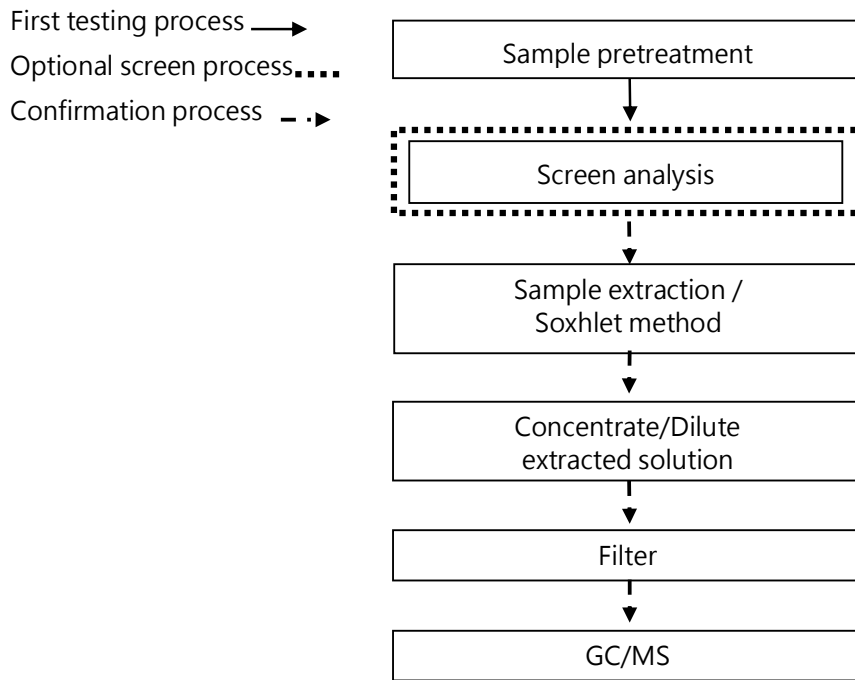 First testing process
Optional screen process
Confirmation process
Sample pretreatment
Screen analysis
Sample extraction /
Soxhlet method
Concentrate/Dilute
extracted solution
Filter
GC/MS